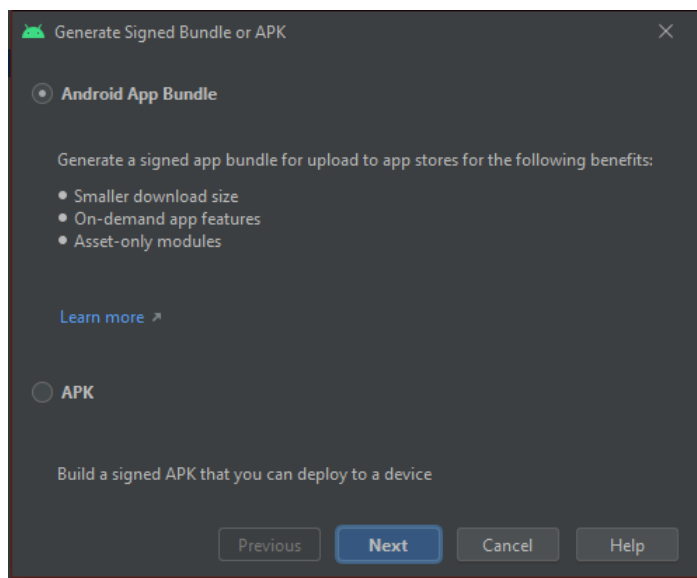 Generate Signed Bundle or APK
Android App Bundle
Generate a signed app bundle for upload to app stores for the following benefits:
Smaller download size
On-demand app features
Asset-only modules
Learn more
APK
Build a signed APK that you can deploy to a device
Previous Next Cancel Help